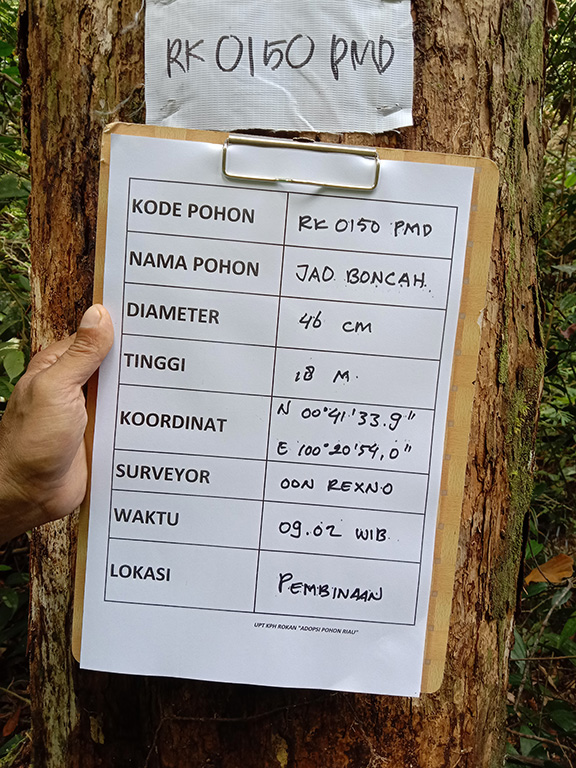 RK 0150 PMD
KODE POHON RK 0150 PMD
NAMA POHON JAO BONCAH.
DIAMETER 46 CM
TINGGI 18 M.
KOORDINAT N 00°41'33.9"
E 100°20'54,0"
SURVEYOR OON REXNO
WAKTU 09.02 WIB.
LOKASI PEMBINAAN
UPT KPH ROKAN "ADOPSI POHON RIAU"